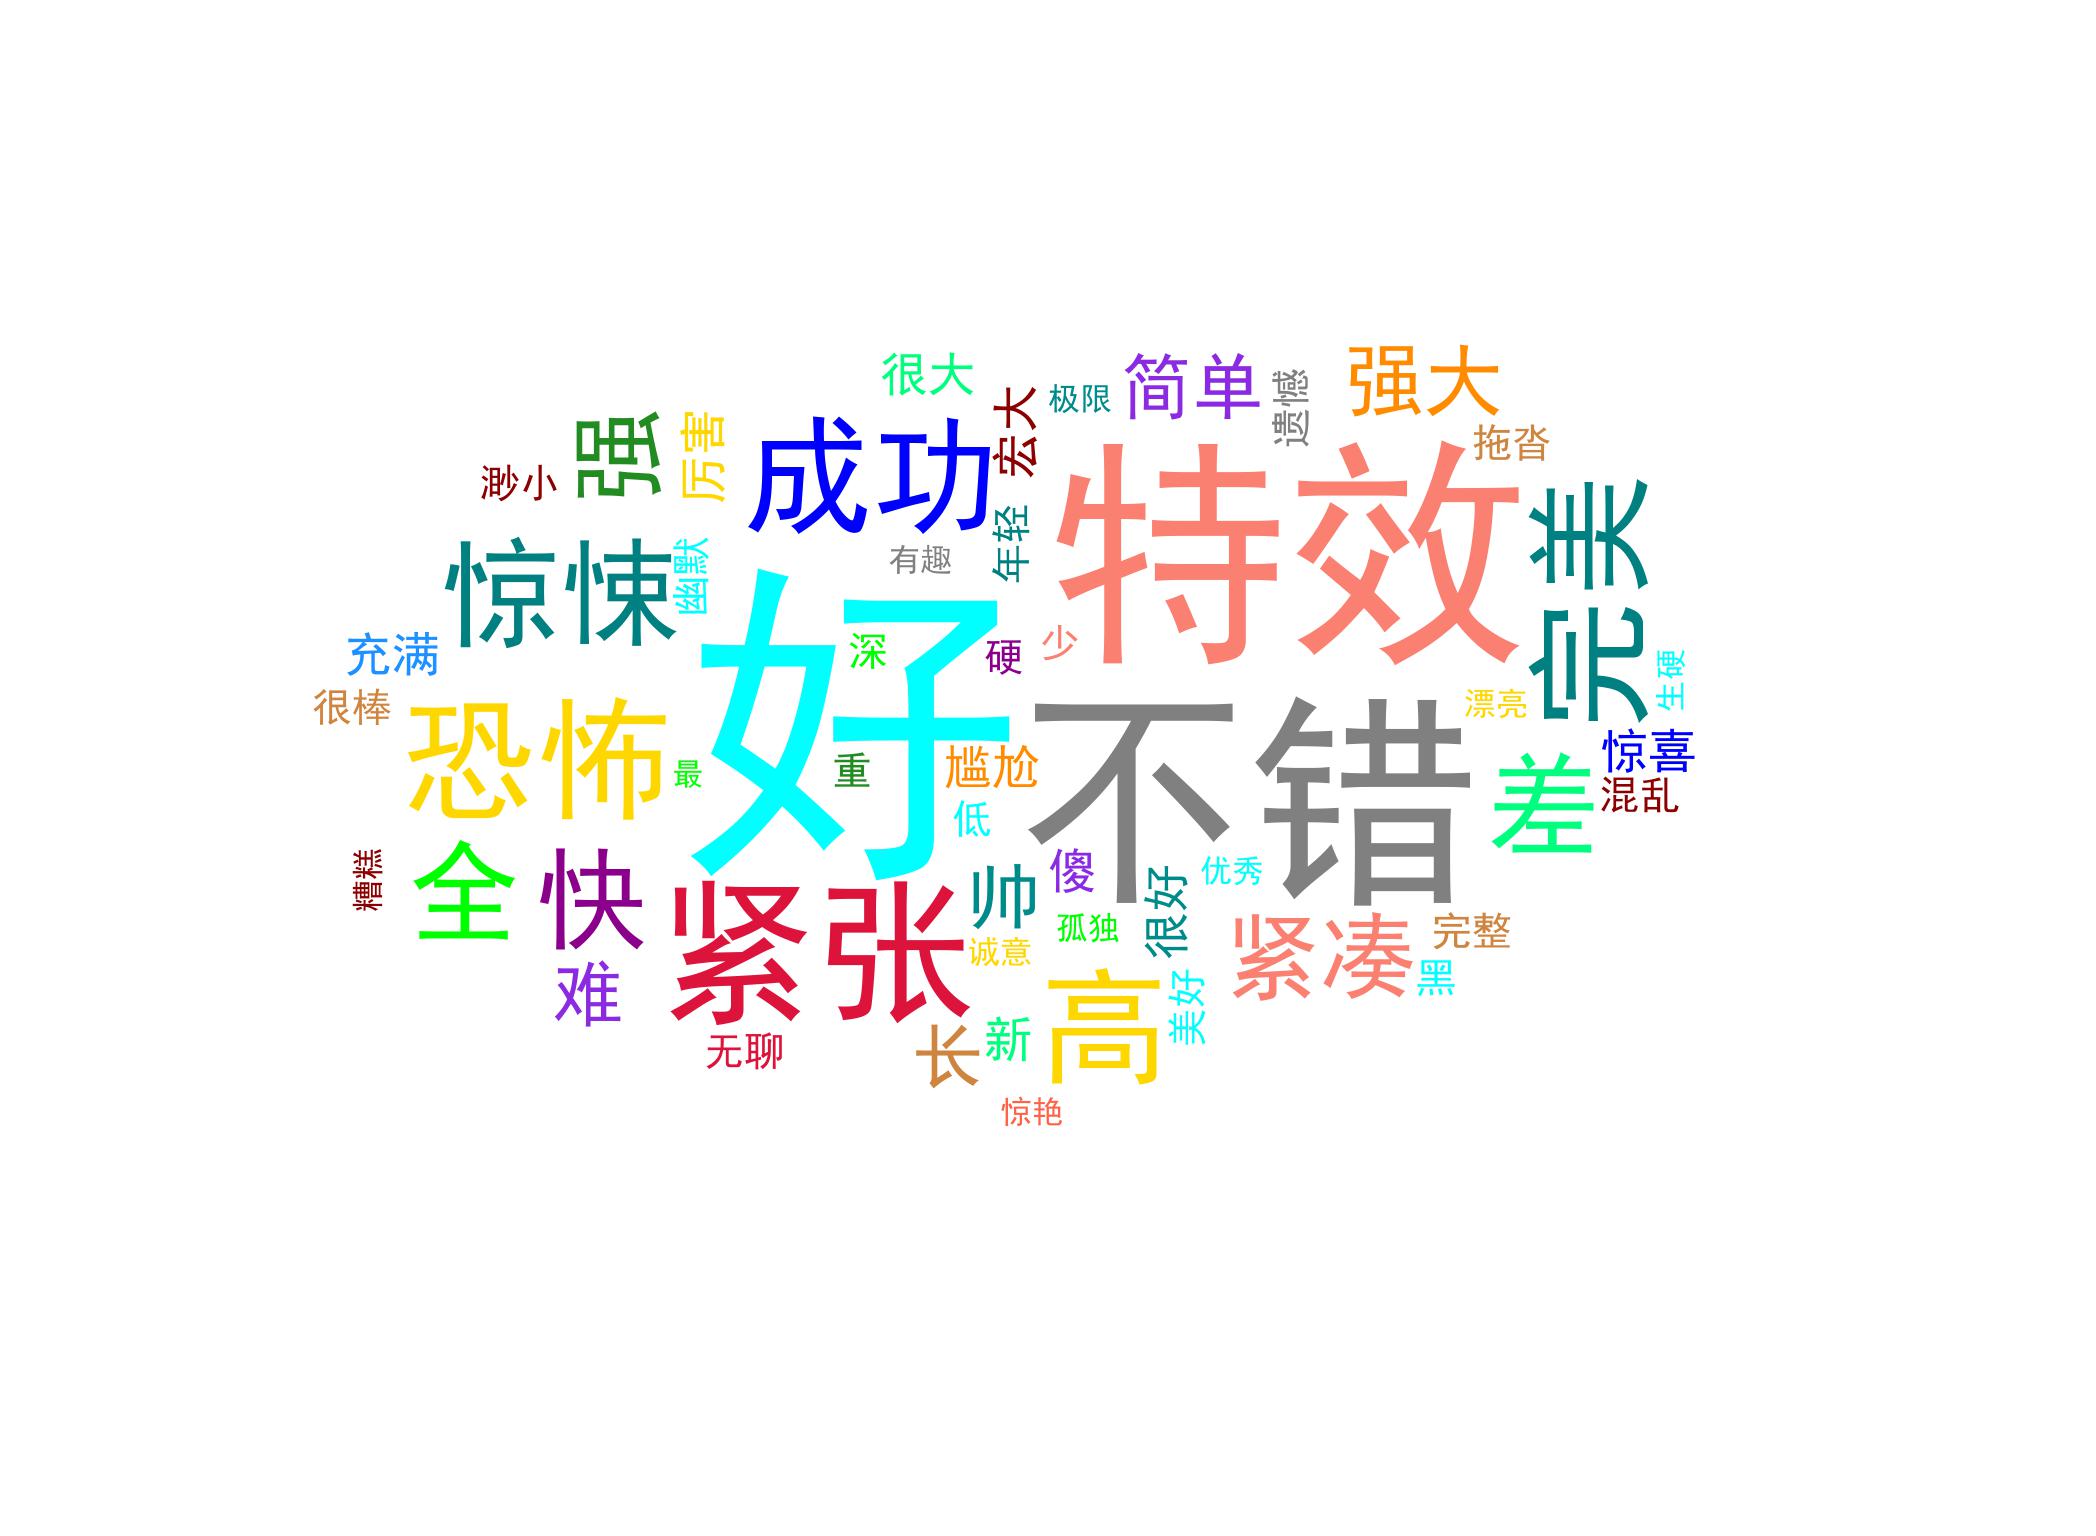 很大
简单
强大
极限
遗憾
宏大
强
厉害
成功
特效
拖沓
渺小
惊悚
幽默
有趣
年轻
完美
好
深
硬
少
充满
生硬
很棒
恐怖
不错
漂亮
惊喜
最
重
尴尬
差
混乱
低
糟糕
全
快
紧张
帅
傻
很好
优秀
孤独
紧凑
完整
诚意
黑
难
高
美好
无聊
长
新
惊艳